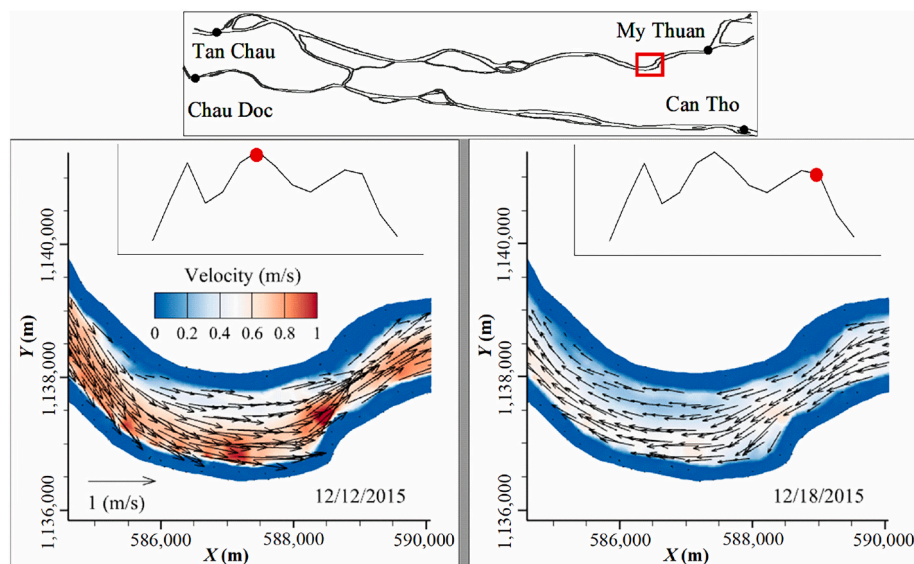 My Thuan
Tan Chau
Can Tho
Chau Doc
Velocity (m/s)
0 0.2 0.4 0.6 0.8 1
Y (m)
1,140,000
1,138,000
1,136,000
1 (m/s)
12/12/2015
586,000 588,000 590,000
X (m)
Y (m)
1,140,000
1,138,000
1,136,000
12/18/2015
586,000 588,000 590,000
X (m)